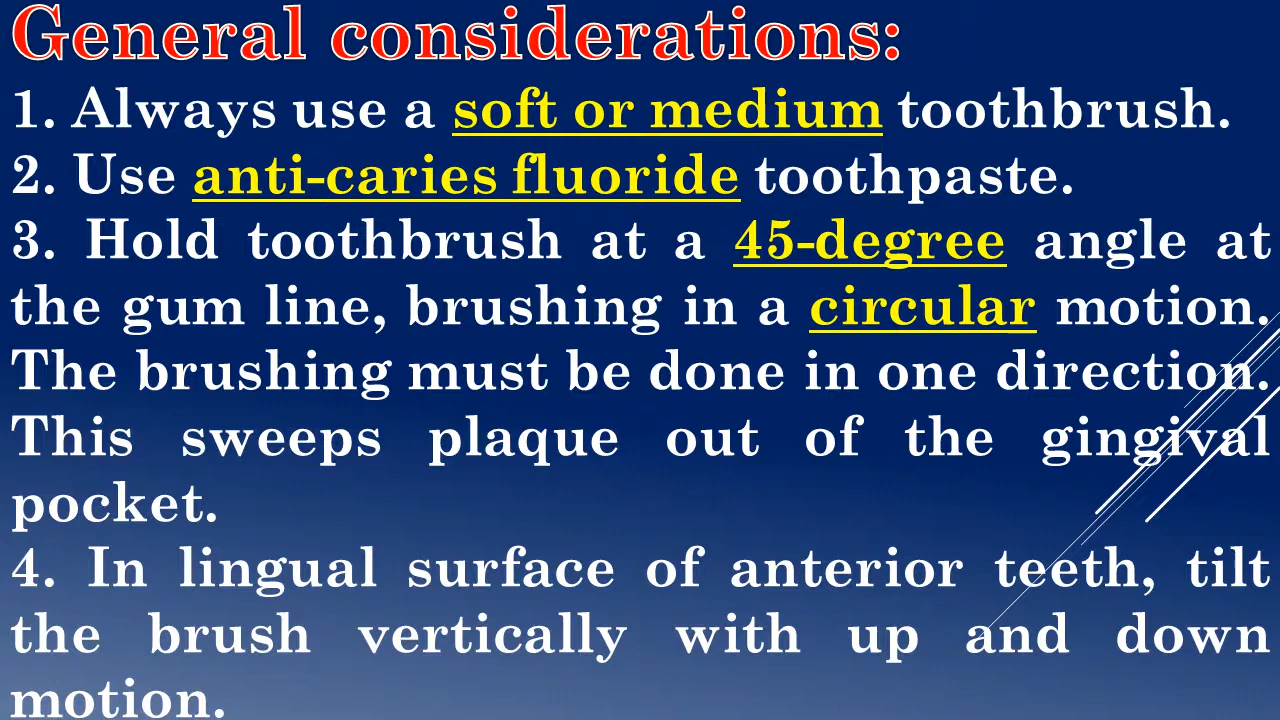 General considerations:
1. Always use a soft or medium toothbrush.
2. Use anti-caries fluoride toothpaste.
3. Hold toothbrush at a 45-degree angle at
the gum line, brushing in a circular motion.
The brushing must be done in one direction.
This sweeps plaque out of the gingival
pocket.
4. In lingual surface of anterior teeth, tilt
the brush vertically with up and down
motion.